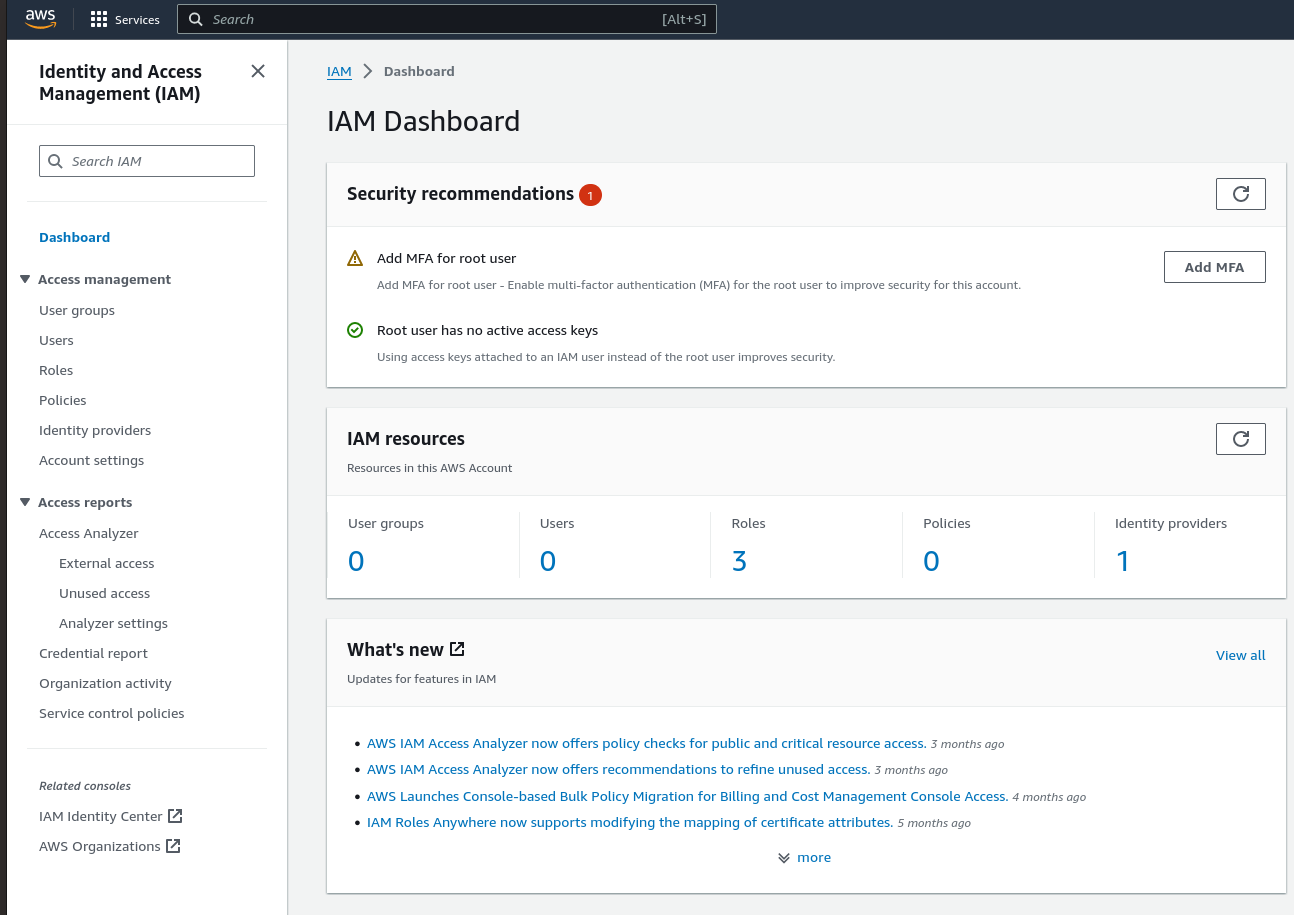 aws
Services
Search
[Alt+S]
Identity and Access
Management (IAM)
Search IAM
Dashboard
Access management
User groups
Users
Roles
Policies
Identity providers
Account settings
Access reports
Access Analyzer
External access
Unused access
Analyzer settings
Credential report
Organization activity
Service control policies
Related consoles
IAM Identity Center
AWS Organizations
IAM > Dashboard
IAM Dashboard
Security recommendations 1
Add MFA for root user
Add MFA for root user - Enable multi-factor authentication (MFA) for the root user to improve security for this account.
Add MFA
Root user has no active access keys
Using access keys attached to an IAM user instead of the root user improves security.
IAM resources
Resources in this AWS Account
User groups
0
Users
0
Roles
3
Policies
0
Identity providers
1
What's new
View all
Updates for features in IAM
AWS IAM Access Analyzer now offers policy checks for public and critical resource access. 3 months ago
AWS IAM Access Analyzer now offers recommendations to refine unused access. 3 months ago
AWS Launches Console-based Bulk Policy Migration for Billing and Cost Management Console Access. 4 months ago
IAM Roles Anywhere now supports modifying the mapping of certificate attributes. 5 months ago
more